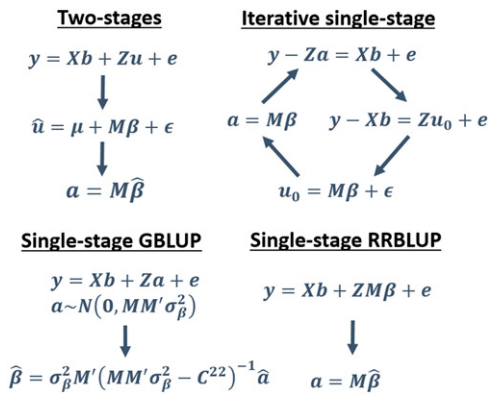 Two-stages
y = Xb + Zu + e
û = μ + Mβ + ϵ
a = Mβ̂
Iterative single-stage
y − Za = Xb + e
a = Mβ
y − Xb = Zu₀ + e
u₀ = Mβ + ϵ
Single-stage GBLUP
y = Xb + Za + e
a~N(0, MM′σ²β)
β̂ = σ²βM′(MM′σ²β − C²²)⁻¹â
Single-stage RRBLUP
y = Xb + ZMβ + e
a = Mβ̂